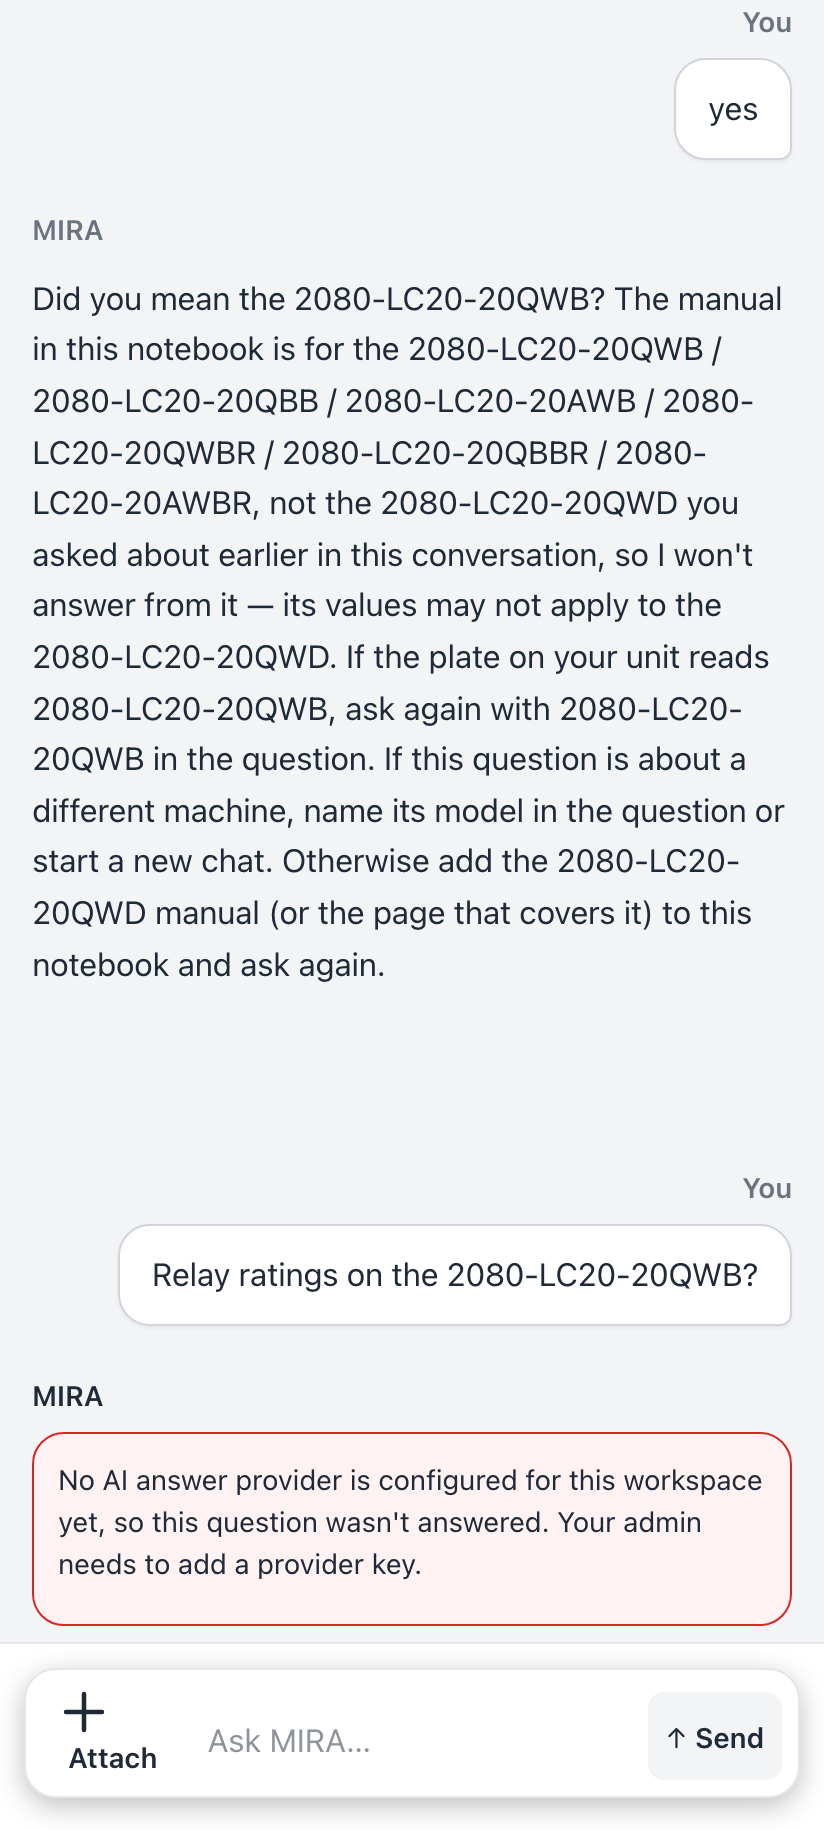 You
yes
MIRA
Did you mean the 2080-LC20-20QWB? The manual
in this notebook is for the 2080-LC20-20QWB /
2080-LC20-20QBB / 2080-LC20-20AWB / 2080-
LC20-20QWBR / 2080-LC20-20QBBR / 2080-
LC20-20AWBR, not the 2080-LC20-20QWD you
asked about earlier in this conversation, so I won't
answer from it — its values may not apply to the
2080-LC20-20QWD. If the plate on your unit reads
2080-LC20-20QWB, ask again with 2080-LC20-
20QWB in the question. If this question is about a
different machine, name its model in the question or
start a new chat. Otherwise add the 2080-LC20-
20QWD manual (or the page that covers it) to this
notebook and ask again.
You
Relay ratings on the 2080-LC20-20QWB?
MIRA
No AI answer provider is configured for this workspace
yet, so this question wasn't answered. Your admin
needs to add a provider key.
Attach
Ask MIRA...
↑ Send